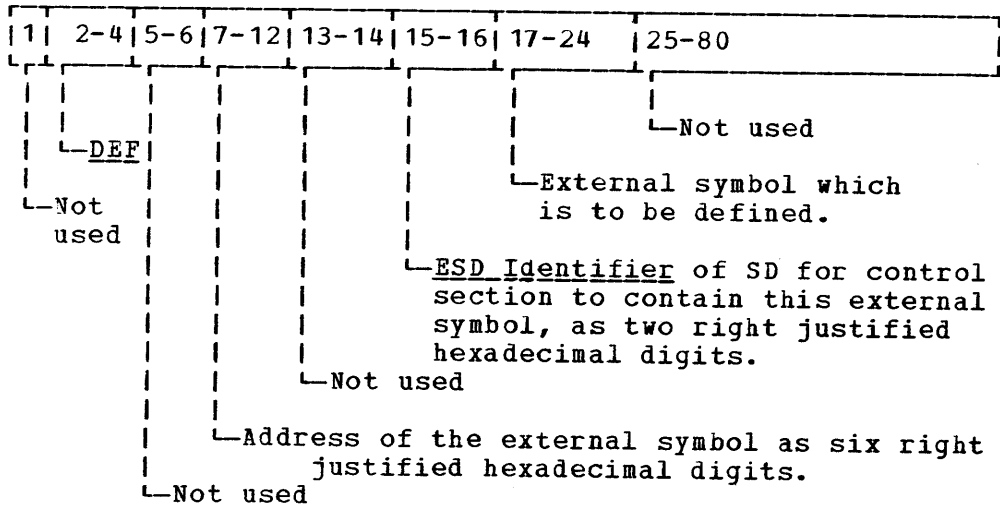 1 2-4 5-6 7-12 13-14 15-16 17-24 25-80
Not used
DEF
External symbol which
is to be defined.
Not
used
ESD Identifier of SD for control
section to contain this external
symbol, as two right justified
hexadecimal digits.
Not used
Address of the external symbol as six right
justified hexadecimal digits.
Not used